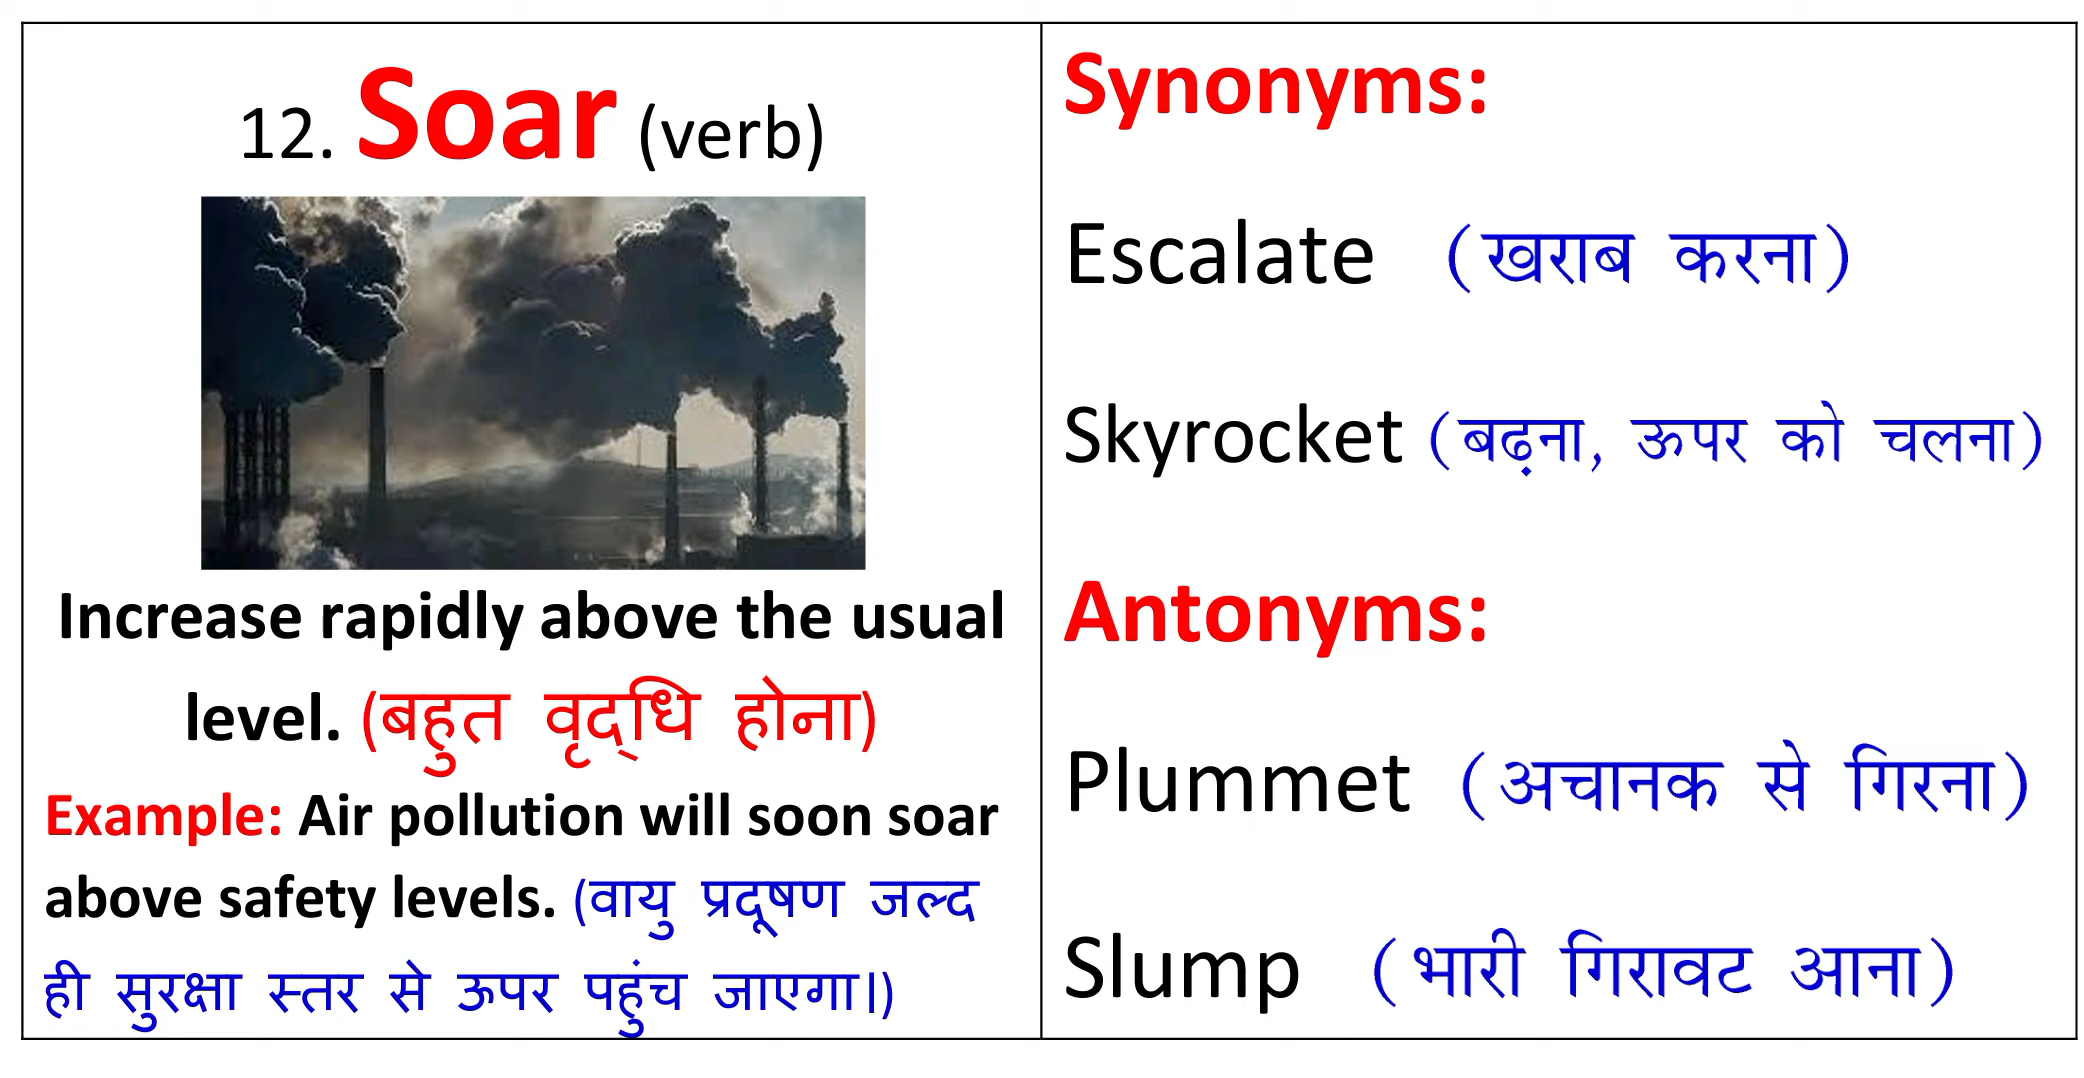 12. Soar (verb)
Increase rapidly above the usual
level. (बहुत वृद्धि होना)
Example: Air pollution will soon soar
above safety levels. (वायु प्रदूषण जल्द
ही सुरक्षा स्तर से ऊपर पहुंच जाएगा।)
Synonyms:
Escalate (खराब करना)
Skyrocket (बढ़ना, ऊपर को चलना)
Antonyms:
Plummet (अचानक से गिरना)
Slump (भारी गिरावट आना)